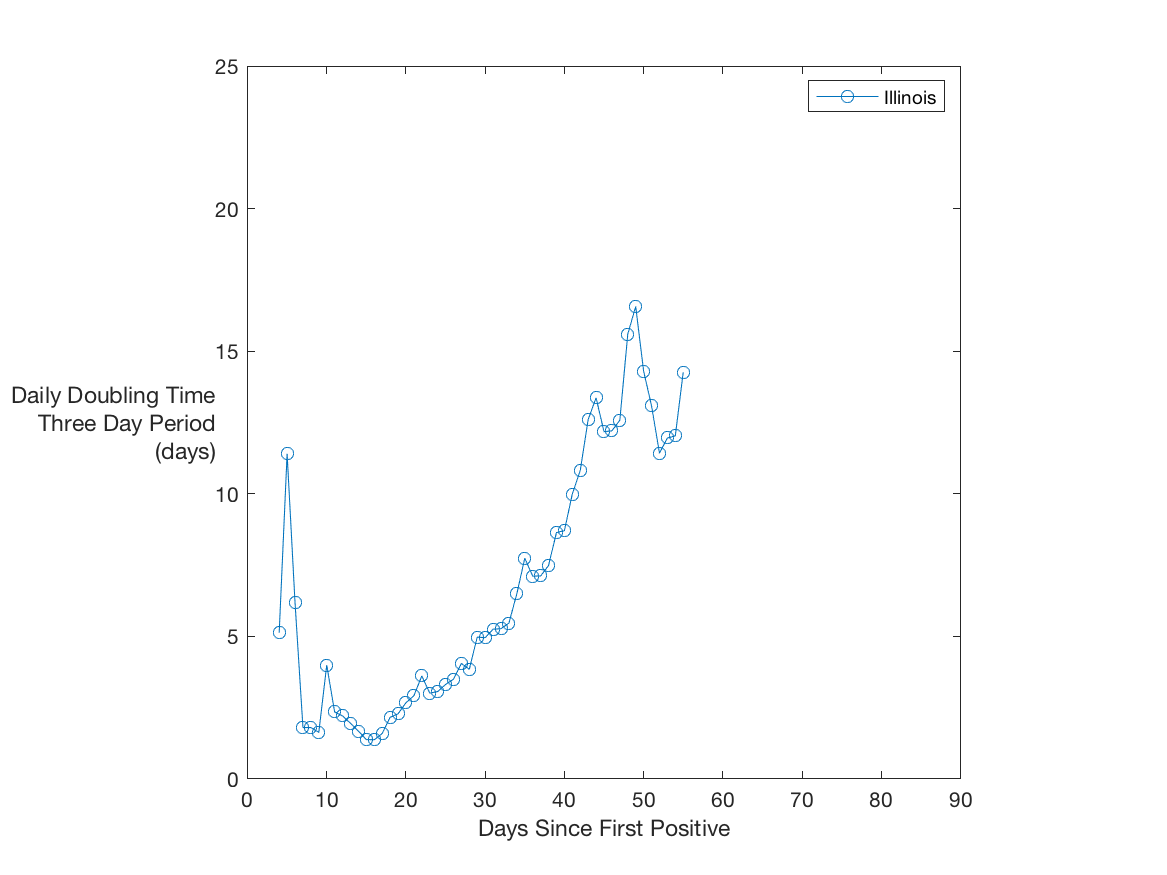 25
20
15
10
5
0
Daily Doubling Time
Three Day Period
(days)
Illinois
0 10 20 30 40 50 60 70 80 90
Days Since First Positive